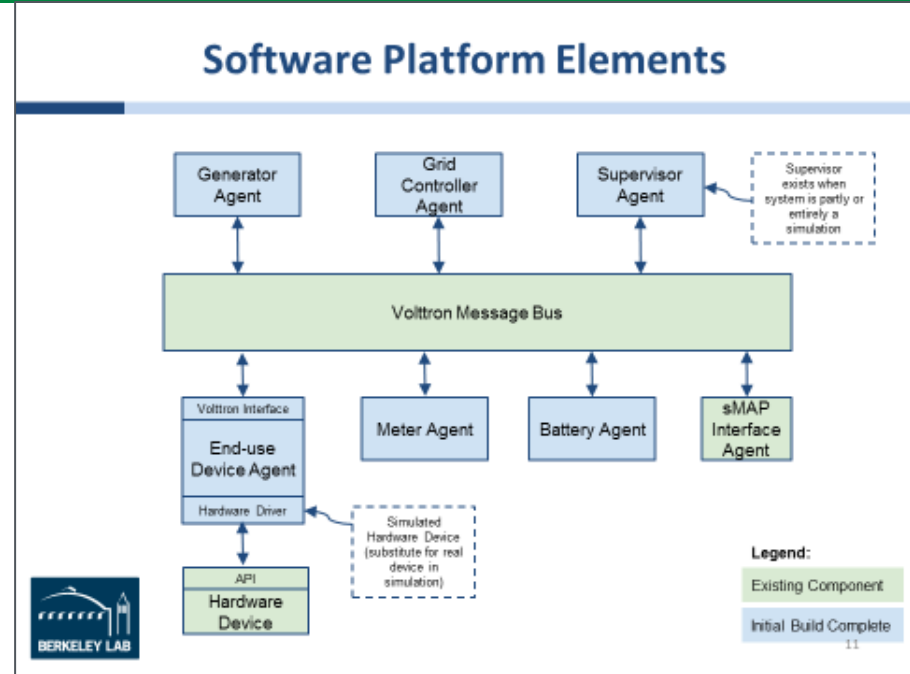 Software Platform Elements
Generator
Agent
Grid
Controller
Agent
Supervisor
Agent
Supervisor
exists when
system is partly or
entirely a
simulation
Volttron Message Bus
Volttron Interface
End-use
Device Agent
Hardware Driver
Meter Agent
Battery Agent
sMAP
Interface
Agent
Simulated
Hardware Device
(substitute for real
device in
simulation)
API
Hardware
Device
Legend:
Existing Component
Initial Build Complete
11
BERKELEY LAB